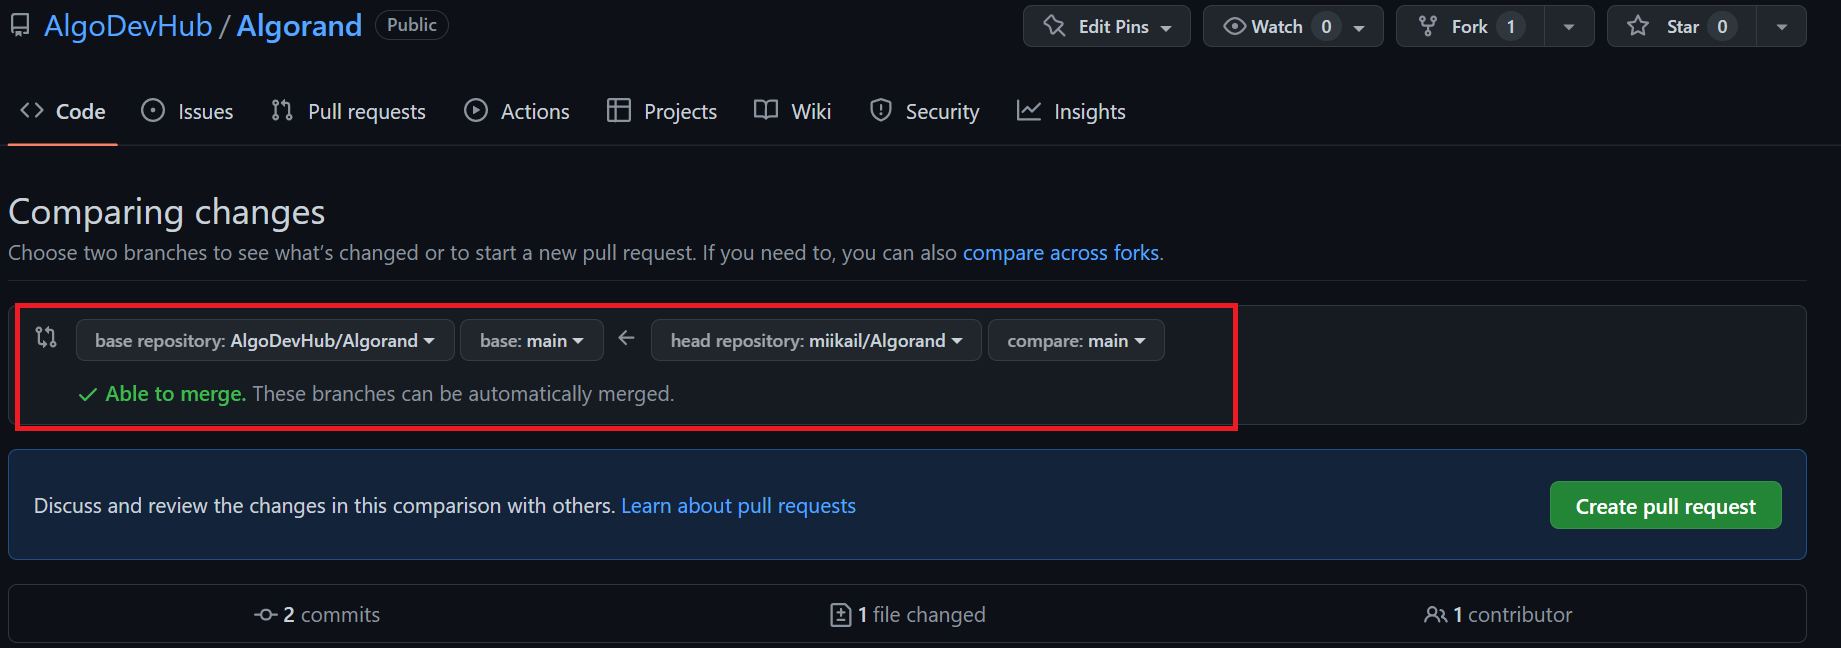 AlgoDevHub / Algorand Public Edit Pins Watch 0 Fork 1 Star 0
Code Issues Pull requests Actions Projects Wiki Security Insights
Comparing changes
Choose two branches to see what's changed or to start a new pull request. If you need to, you can also compare across forks.
base repository: AlgoDevHub/Algorand base: main head repository: miikail/Algorand compare: main
Able to merge. These branches can be automatically merged.
Discuss and review the changes in this comparison with others. Learn about pull requests Create pull request
2 commits 1 file changed 1 contributor